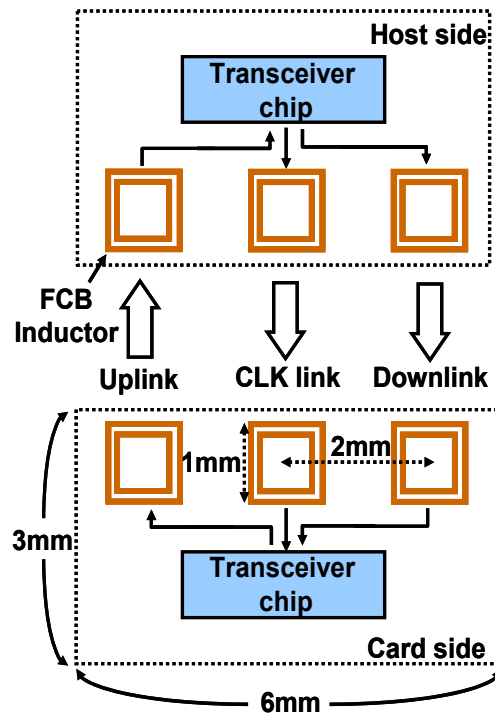 Host side
Transceiver
chip
FCB
Inductor
Uplink
CLK link
Downlink
1mm
2mm
3mm
Transceiver
chip
Card side
6mm